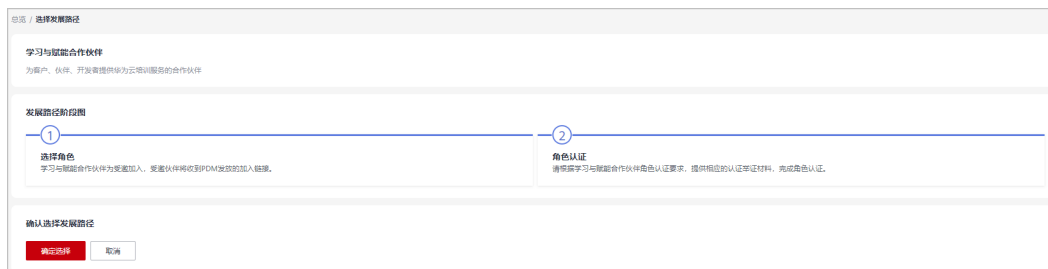 总览 / 选择发展路径
学习与赋能合作伙伴
为客户、伙伴、开发者提供华为云培训服务的合作伙伴
发展路径阶段图
1
选择角色
学习与赋能合作伙伴为受邀加入，受邀伙伴将收到PDM发放的加入链接。
2
角色认证
请根据学习与赋能合作伙伴角色认证要求，提供相应的认证举证材料，完成角色认证。
确认选择发展路径
确定选择
取消